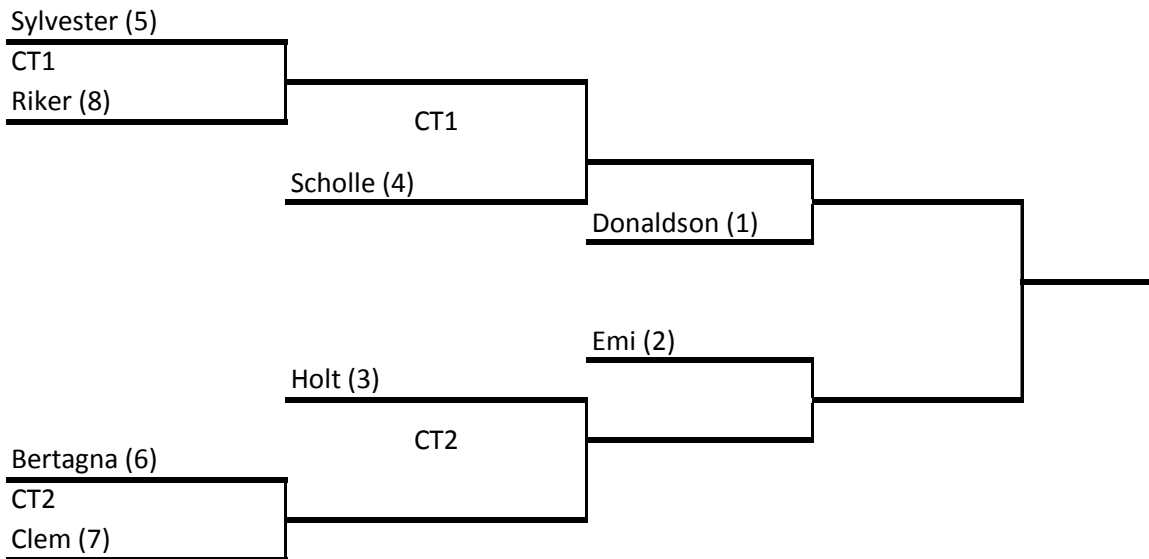 Sylvester (5)
CT1
Riker (8)
CT1
Scholle (4)
Donaldson (1)
Emi (2)
Holt (3)
CT2
Bertagna (6)
CT2
Clem (7)